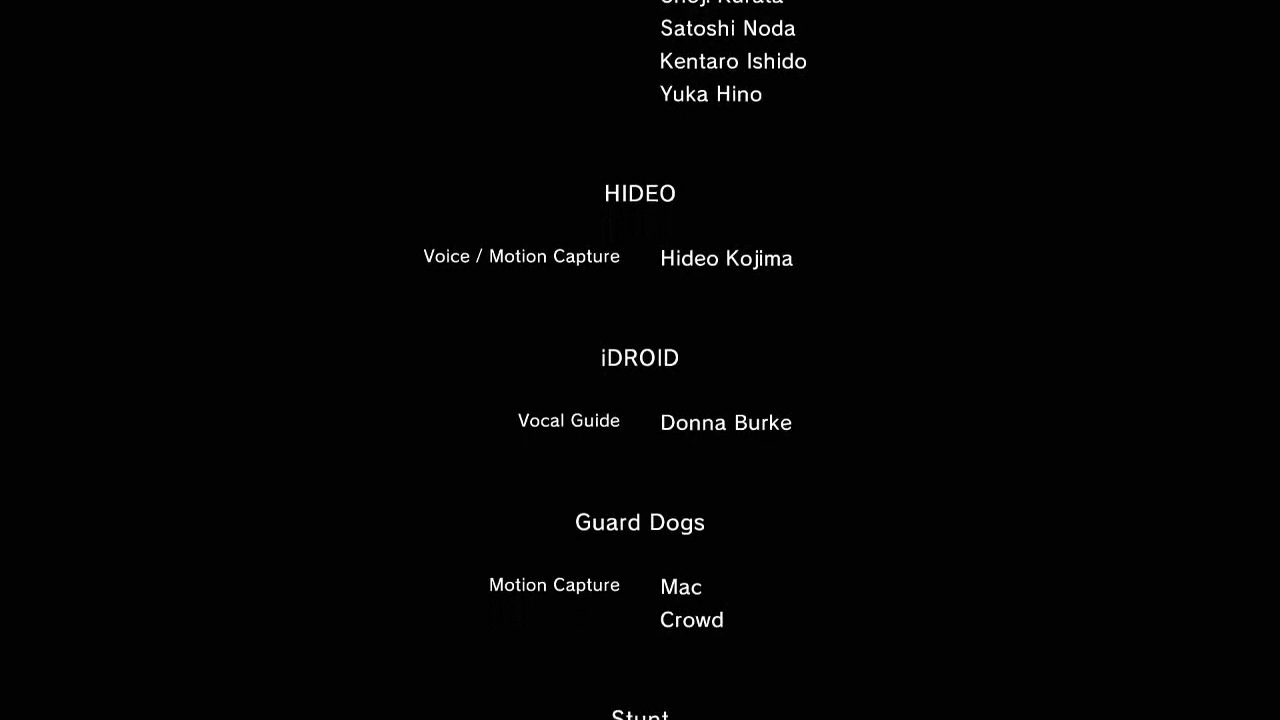 Satoshi Noda
Kentaro Ishido
Yuka Hino
HIDEO
Voice / Motion Capture Hideo Kojima
iDROID
Vocal Guide Donna Burke
Guard Dogs
Motion Capture Mac
Crowd
Stunt